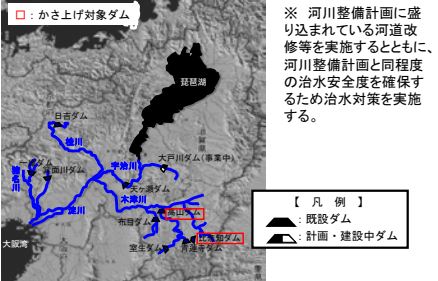 □：かさ上げ対象ダム
※ 河川整備計画に盛
り込まれている河道改
修等を実施するとともに、
河川整備計画と同程度
の治水安全度を確保す
るため治水対策を実施
する。
琵琶湖
日吉ダム
桂川
宇治川
大戸川ダム(事業中)
一庫ダム
箕面川ダム
猪名川
天ヶ瀬ダム
木津川
淀川
高山ダム
布目ダム
比奈知ダム
室生ダム
青蓮寺ダム
大阪湾
【 凡 例 】
：既設ダム
：計画・建設中ダム